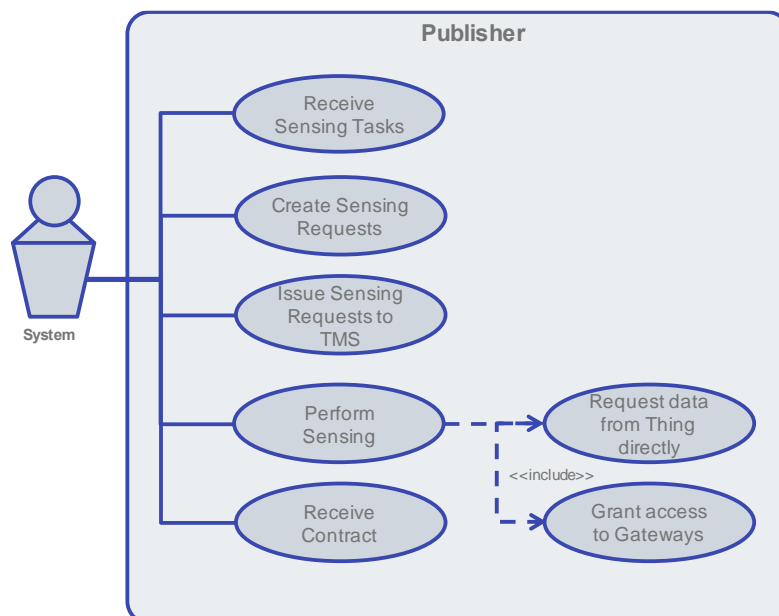 Publisher
Receive
Sensing Tasks
Create Sensing
Requests
Issue Sensing
Requests to
TMS
System
Perform
Sensing
Request data
from Thing
directly
<<include>>
Receive
Contract
Grant access
to Gateways